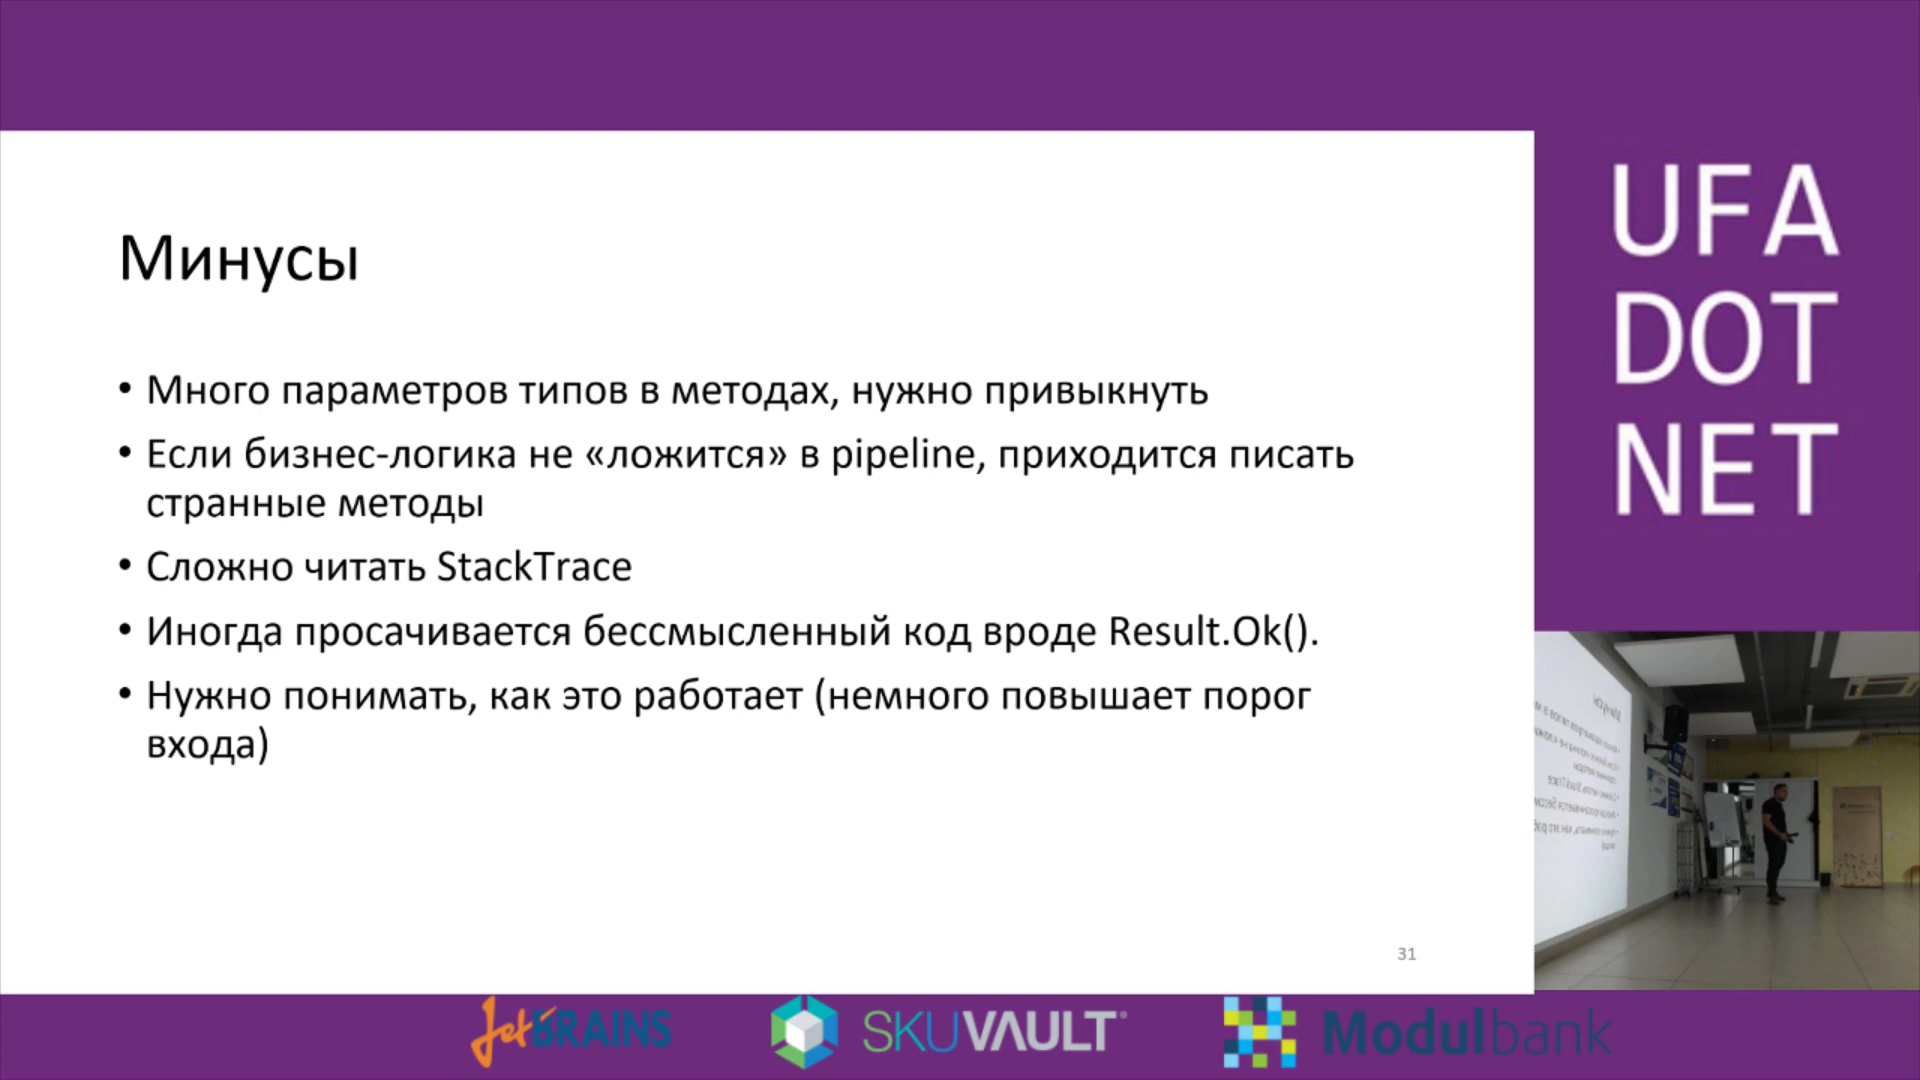 Минусы
• Много параметров типов в методах, нужно привыкнуть
• Если бизнес-логика не «ложится» в pipeline, приходится писать
странные методы
• Сложно читать StackTrace
• Иногда просачивается бессмысленный код вроде Result.Ok().
• Нужно понимать, как это работает (немного повышает порог
входа)
31
UFA
DOT
NET
JetBRAINS
SKUVAULT®
Modulbank